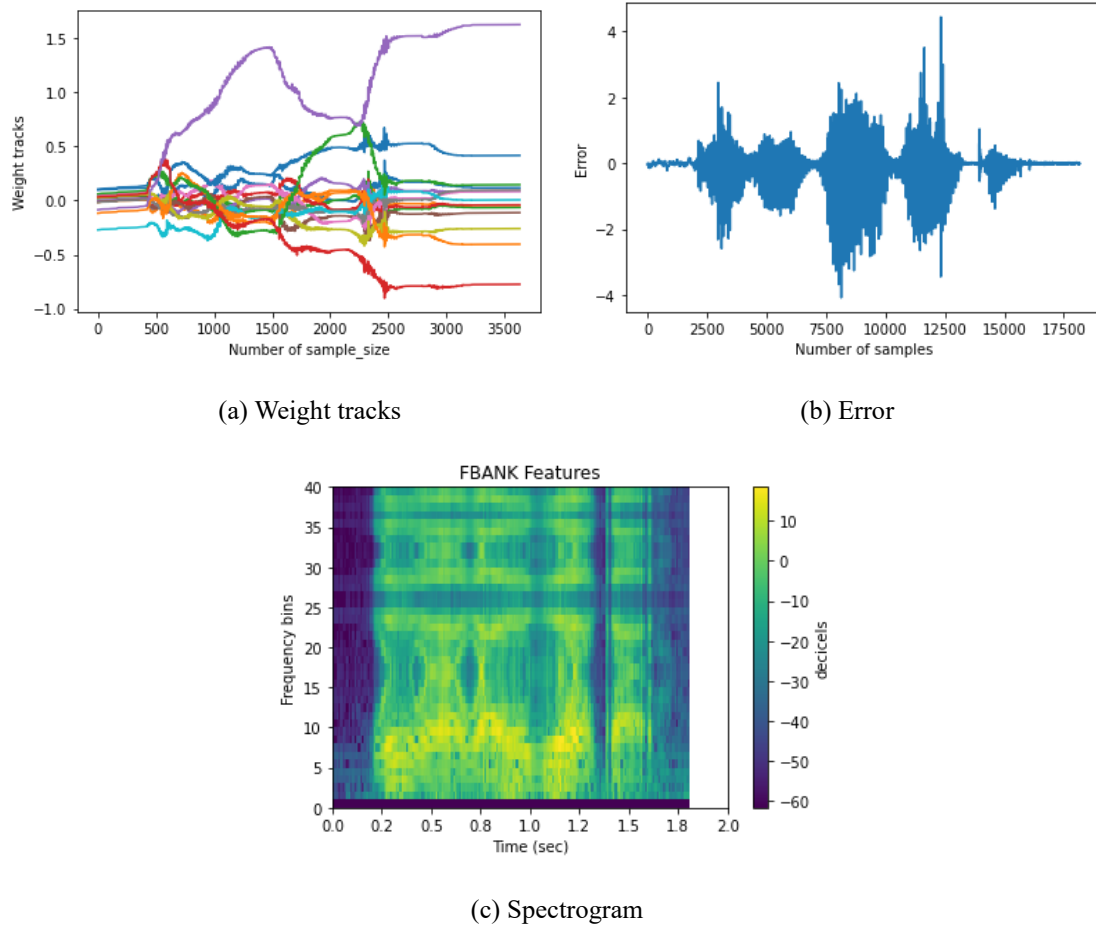 1.5
1.0
0.5
0.0
−0.5
−1.0
Weight tracks
0 500 1000 1500 2000 2500 3000 3500
Number of sample_size
(a) Weight tracks
4
2
0
−2
−4
Error
0 2500 5000 7500 10000 12500 15000 17500
Number of samples
(b) Error
FBANK Features
40
35
30
25
20
15
10
5
0
Frequency bins
0.0 0.2 0.5 0.8 1.0 1.2 1.5 1.8 2.0
Time (sec)
10
0
−10
−20
−30
−40
−50
−60
decicels
(c) Spectrogram